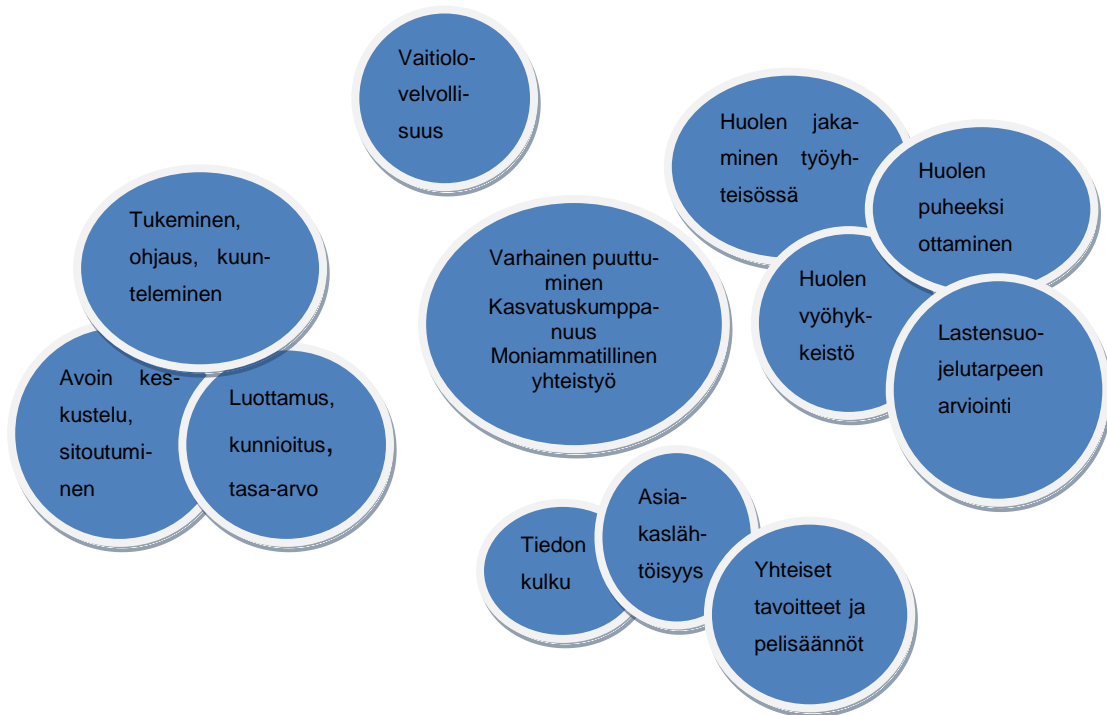 Vaitiolo-
velvolli-
suus
Huolen jaka-
minen työyh-
teisössä
Huolen
puheeksi
ottaminen
Tukeminen,
ohjaus, kuun-
teleminen
Varhainen puuttu-
minen
Kasvatuskumppa-
nuus
Moniammatillinen
yhteistyö
Huolen
vyöhyk-
keistö
Lastensuo-
jelutarpeen
arviointi
Avoin kes-
kustelu,
sitoutumi-
nen
Luottamus,
kunnioitus,
tasa-arvo
Tiedon
kulku
Asia-
kasläh-
töisyys
Yhteiset
tavoitteet ja
pelisäännöt